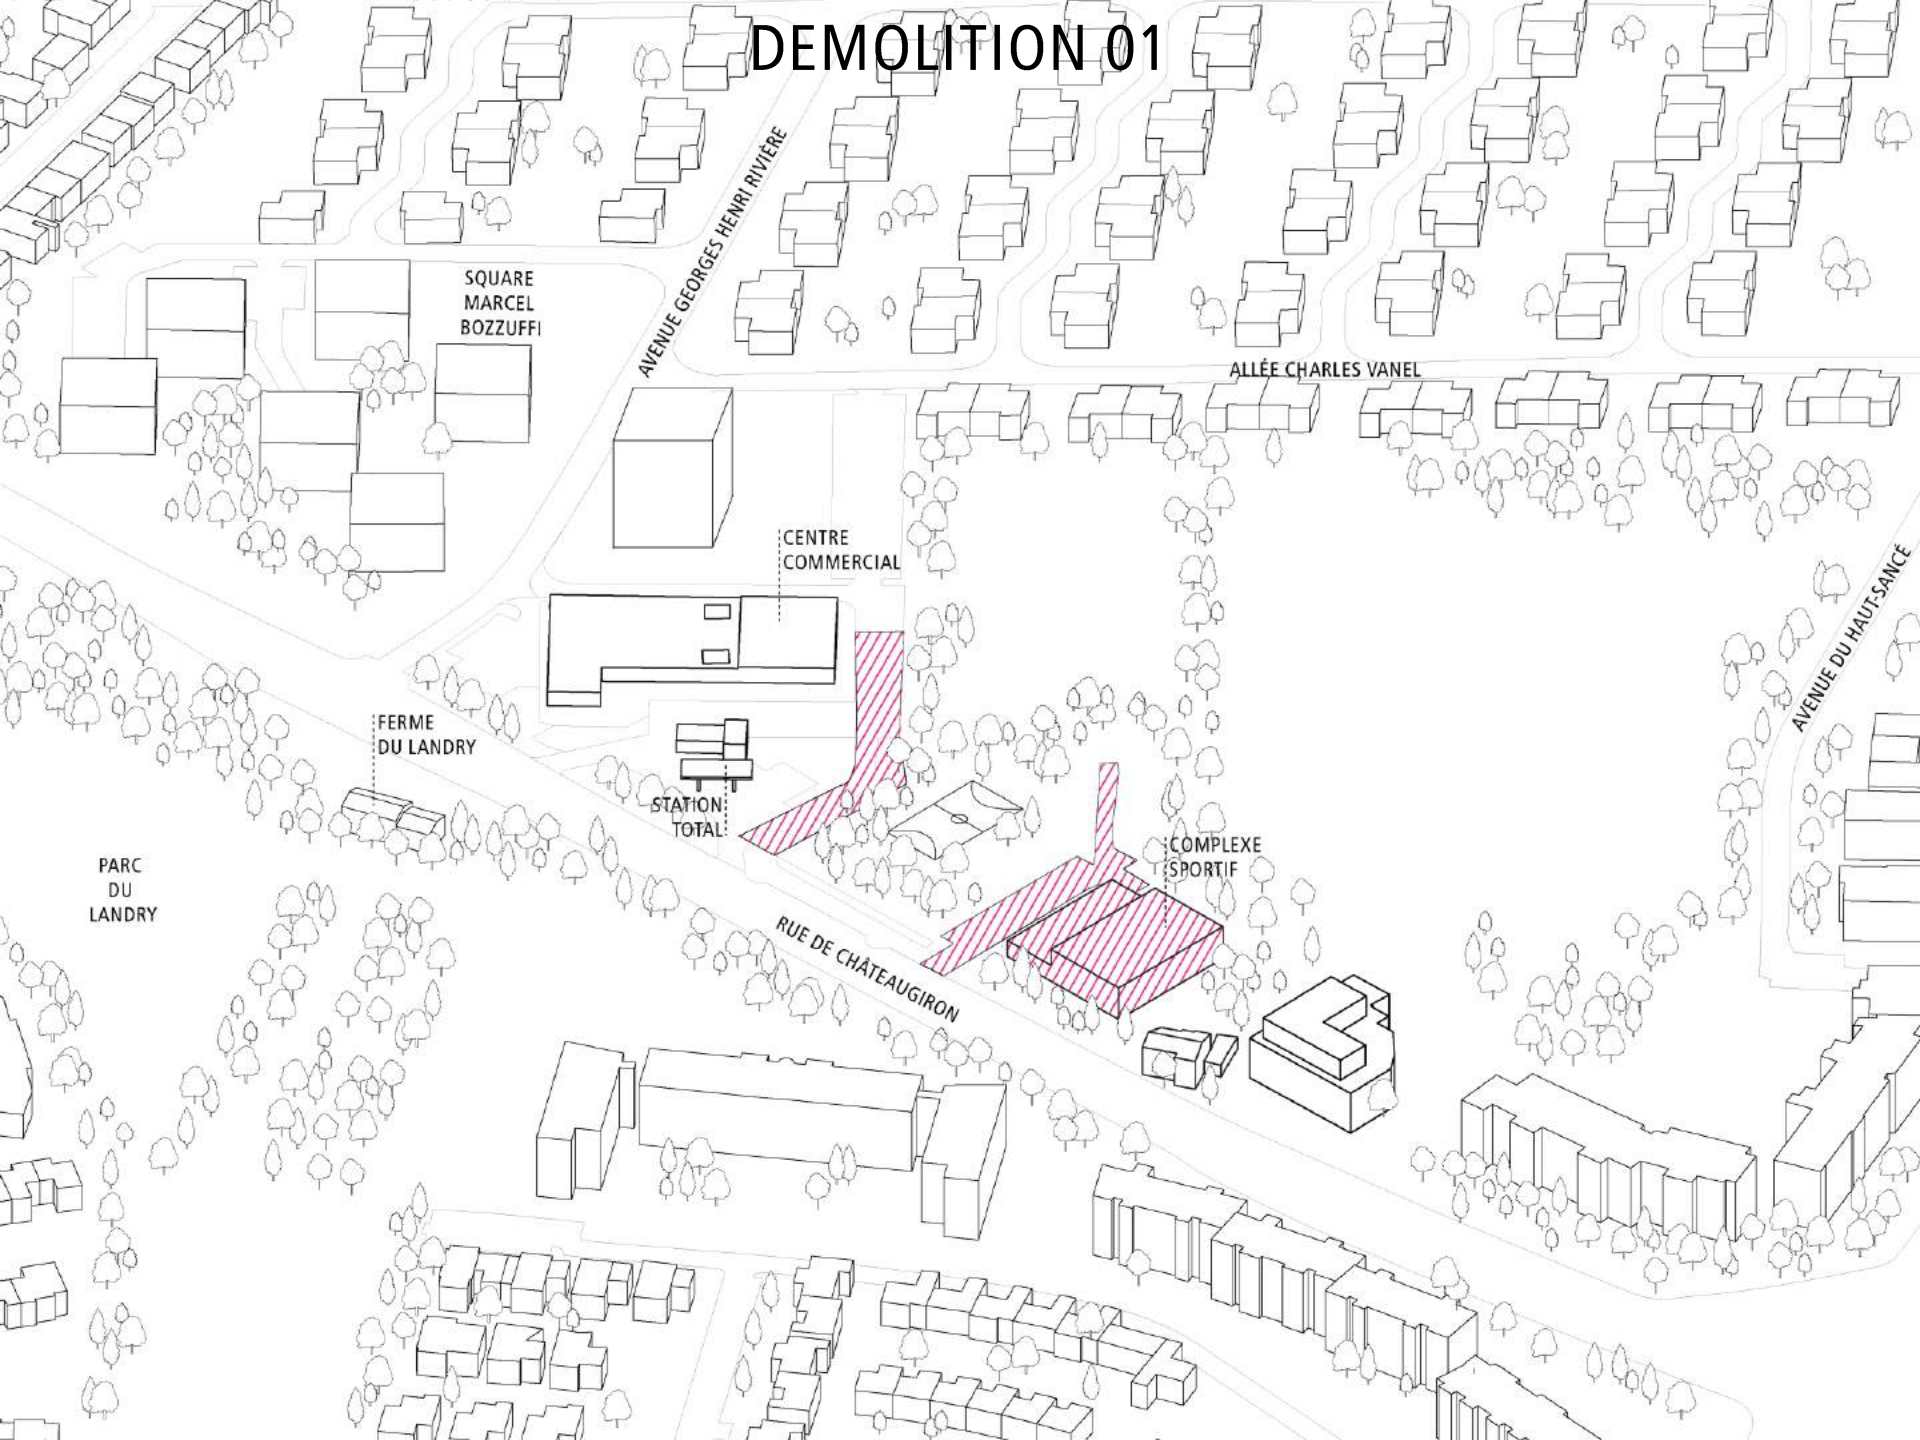 DEMOLITION 01
AVENUE GEORGES HENRI RIVIÈRE
SQUARE
MARCEL
BOZZUFFI
ALLÉE CHARLES VANEL
CENTRE
COMMERCIAL
AVENUE DU HAUT-SANCÉ
FERME
DU LANDRY
STATION
TOTAL
COMPLEXE
SPORTIF
PARC
DU
LANDRY
RUE DE CHÂTEAUGIRON